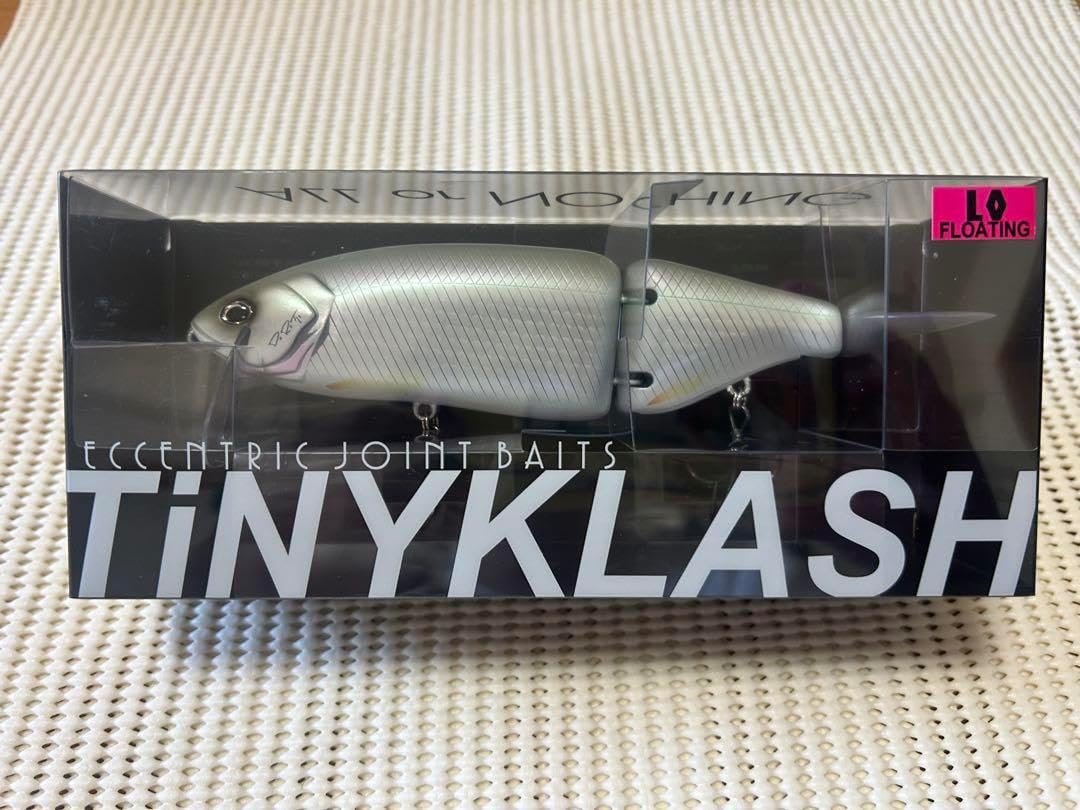 ALL or NOTHING
LO
FLOATING
ECCENTRIC JOINT BAITS
TiNYKLASH